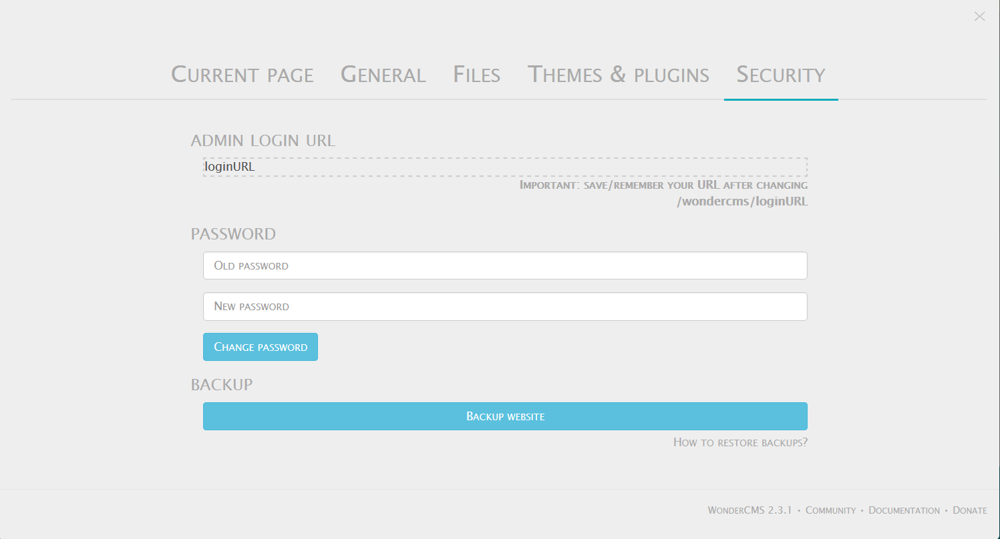 Current page General Files Themes & plugins Security
ADMIN LOGIN URL
loginURL
Important: save/remember your URL after changing
/wondercms/loginURL
PASSWORD
Old password
New password
Change password
BACKUP
Backup website
How to restore backups?
WonderCMS 2.3.1 • Community • Documentation • Donate